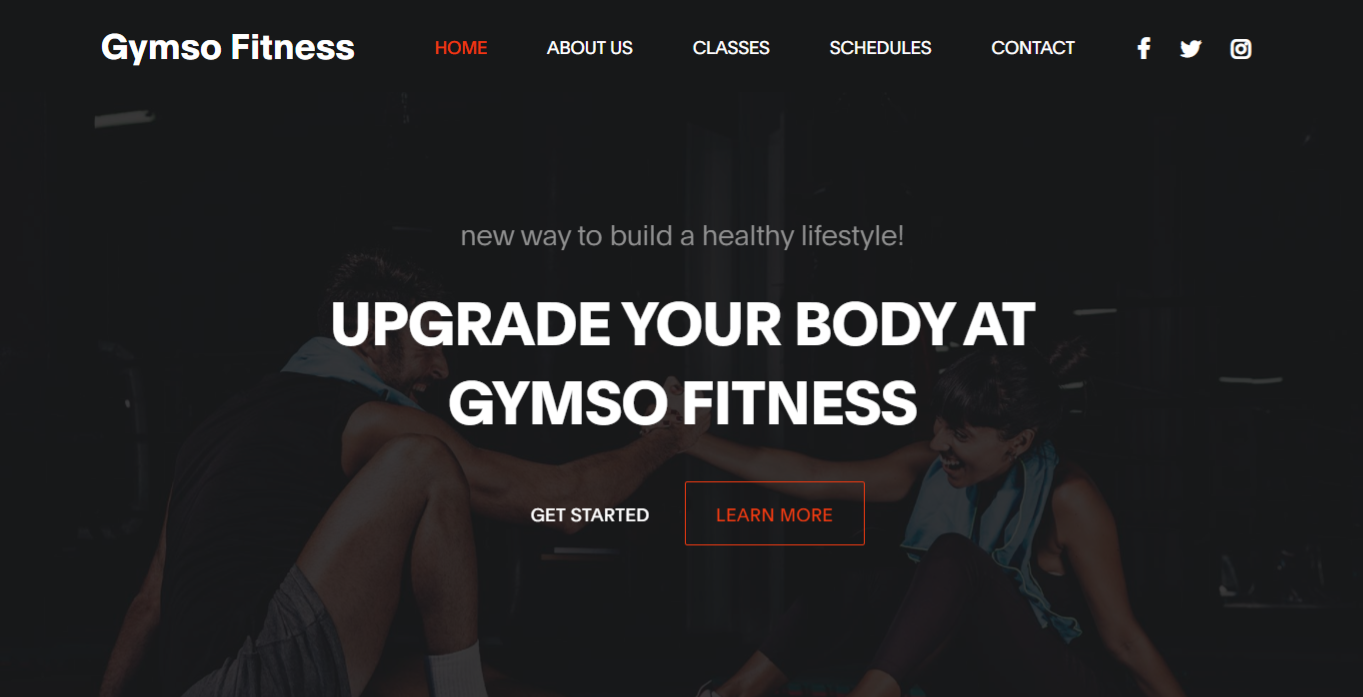 Gymso Fitness HOME ABOUT US CLASSES SCHEDULES CONTACT
new way to build a healthy lifestyle!
UPGRADE YOUR BODY AT
GYMSO FITNESS
GET STARTED LEARN MORE